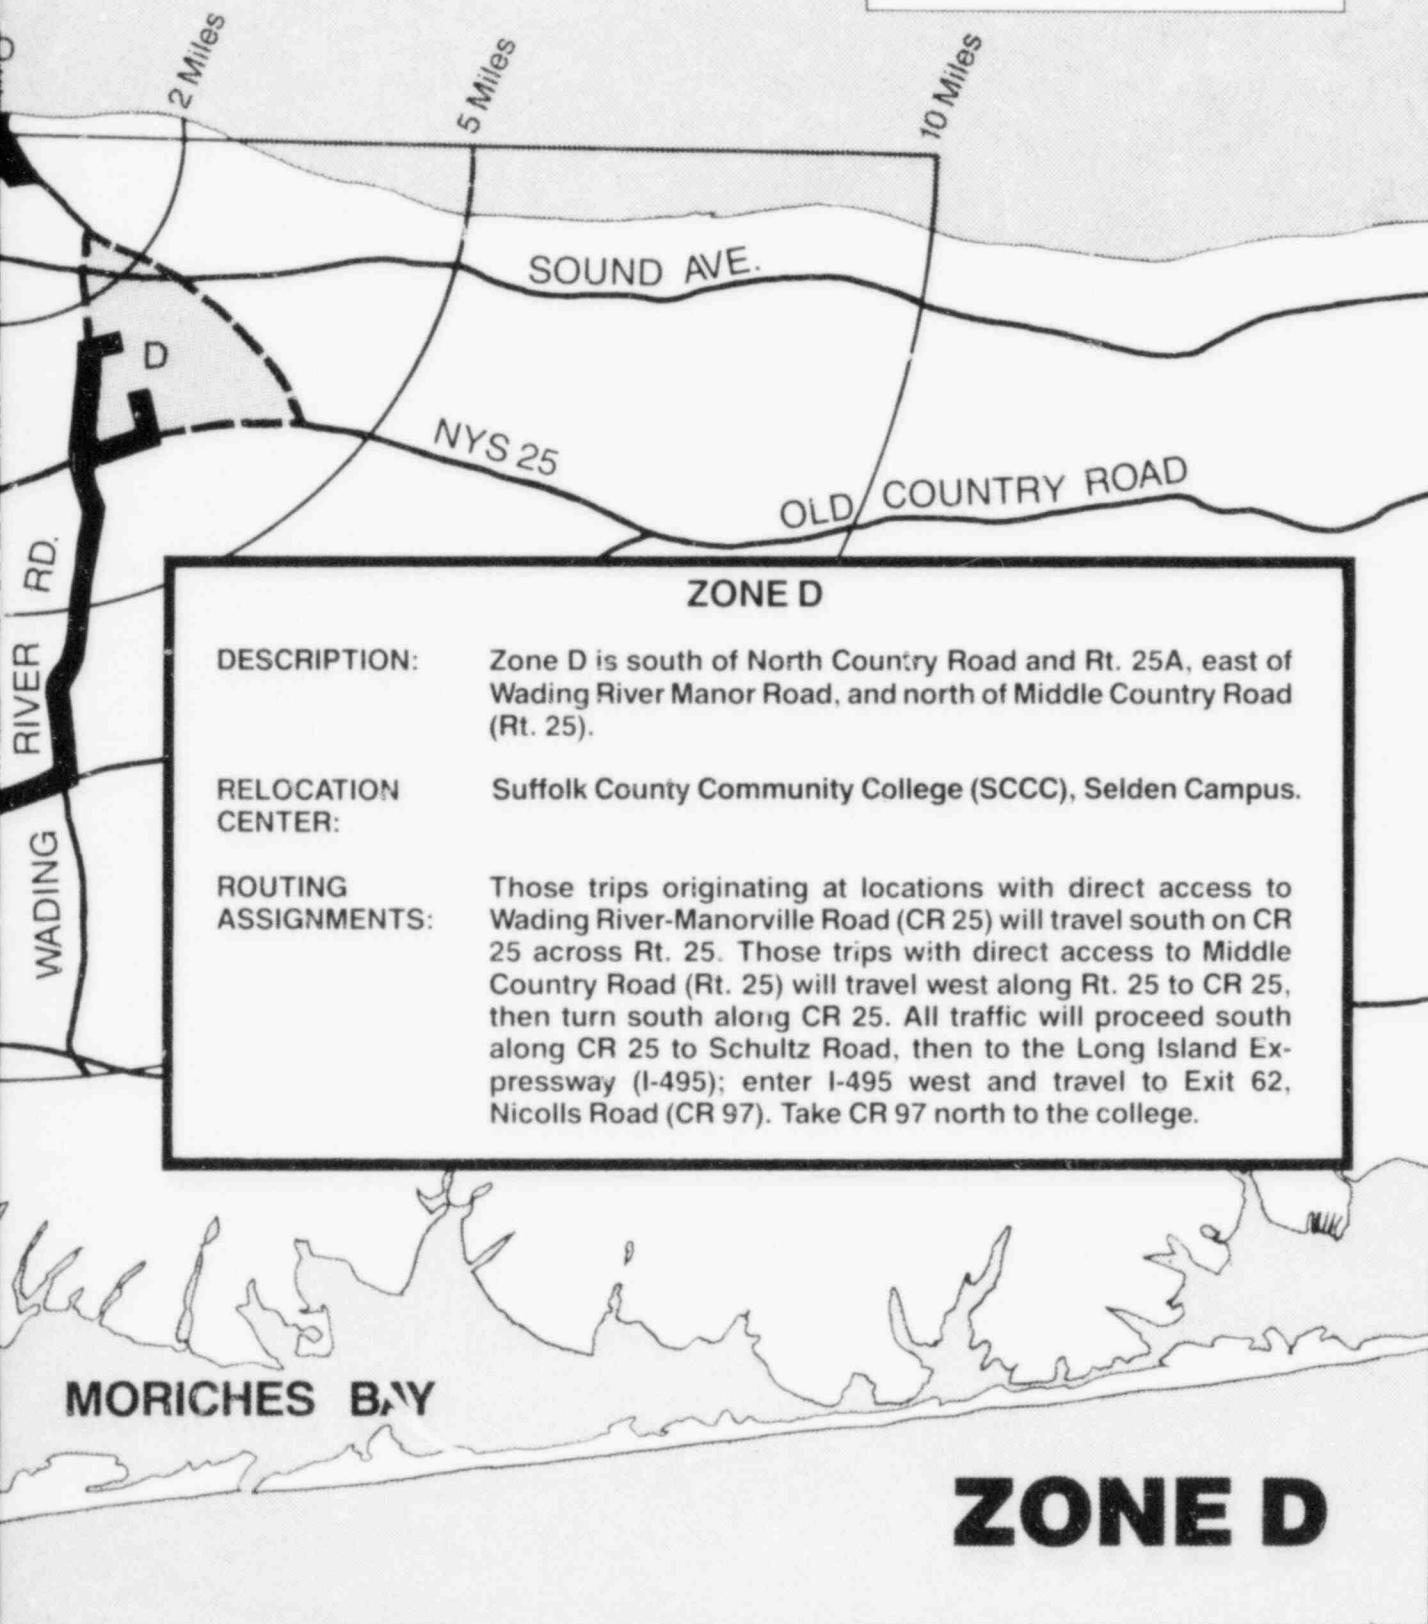 2 Miles
5 Miles
10 Miles
SOUND AVE.
D
NYS 25
OLD COUNTRY ROAD
WADING RIVER RD.
ZONE D
DESCRIPTION: Zone D is south of North Country Road and Rt. 25A, east of
Wading River Manor Road, and north of Middle Country Road
(Rt. 25).
RELOCATION Suffolk County Community College (SCCC), Selden Campus.
CENTER:
ROUTING Those trips originating at locations with direct access to
ASSIGNMENTS: Wading River-Manorville Road (CR 25) will travel south on CR
25 across Rt. 25. Those trips with direct access to Middle
Country Road (Rt. 25) will travel west along Rt. 25 to CR 25,
then turn south along CR 25. All traffic will proceed south
along CR 25 to Schultz Road, then to the Long Island Ex-
pressway (I-495); enter I-495 west and travel to Exit 62,
Nicolls Road (CR 97). Take CR 97 north to the college.
MORICHES BAY
ZONE D